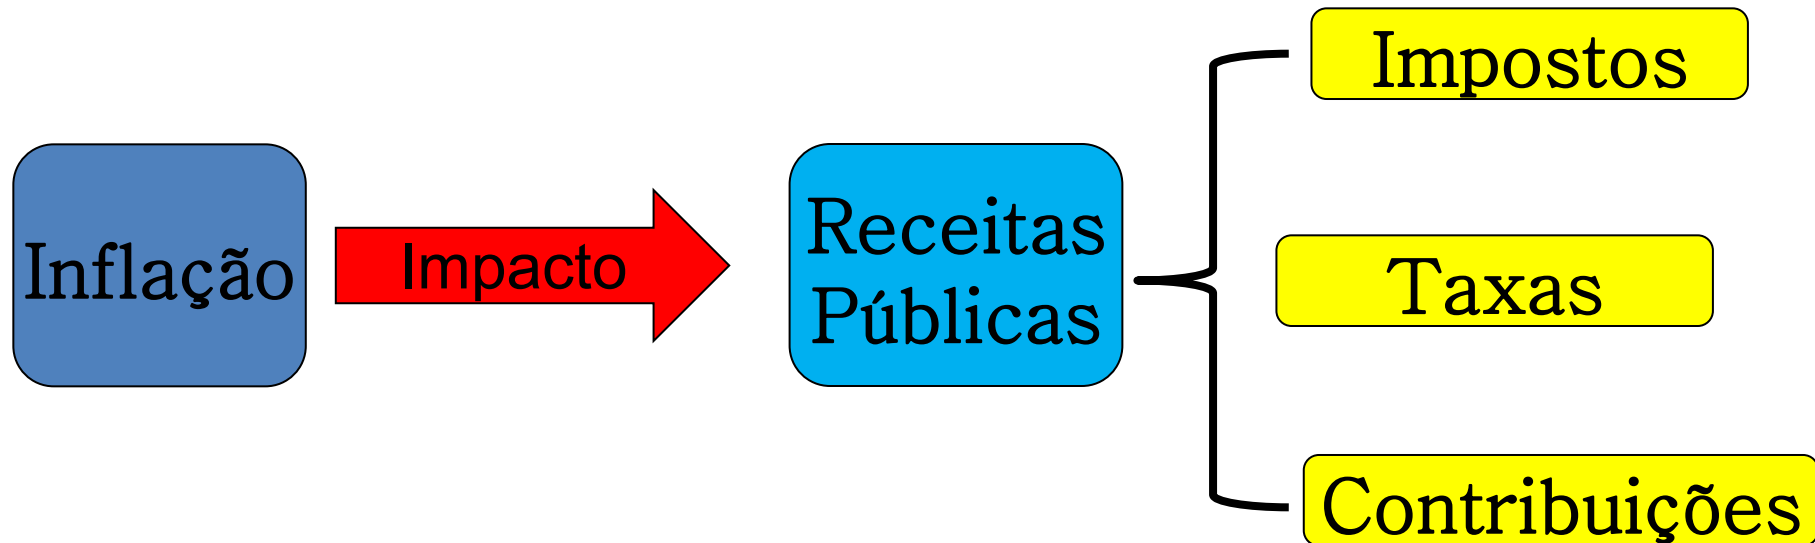 Inflação
Impacto
Receitas
Públicas
Impostos
Taxas
Contribuições